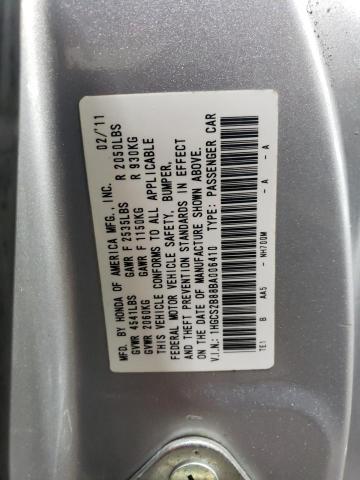 MFD. BY HONDA OF AMERICA MFG., INC. 02/'11
GVWR 4541LBS GAWR F 2535LBS R 2050LBS
GVWR 2060KG GAWR F 1150KG R 930KG
THIS VEHICLE CONFORMS TO ALL APPLICABLE
FEDERAL MOTOR VEHICLE SAFETY, BUMPER,
AND THEFT PREVENTION STANDARDS IN EFFECT
ON THE DATE OF MANUFACTURE SHOWN ABOVE.
V.I.N.: 1HGCS2B88BA006410 TYPE: PASSENGER CAR
TE1 B AA5 - NH700M - A - A